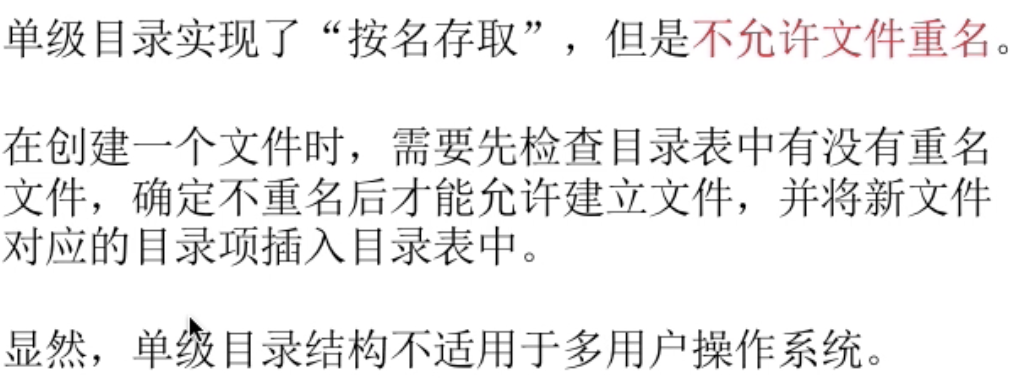 单级目录实现了“按名存取”，但是不允许文件重名。
在创建一个文件时，需要先检查目录表中有没有重名
文件，确定不重名后才能允许建立文件，并将新文件
对应的目录项插入目录表中。
显然，单级目录结构不适用于多用户操作系统。